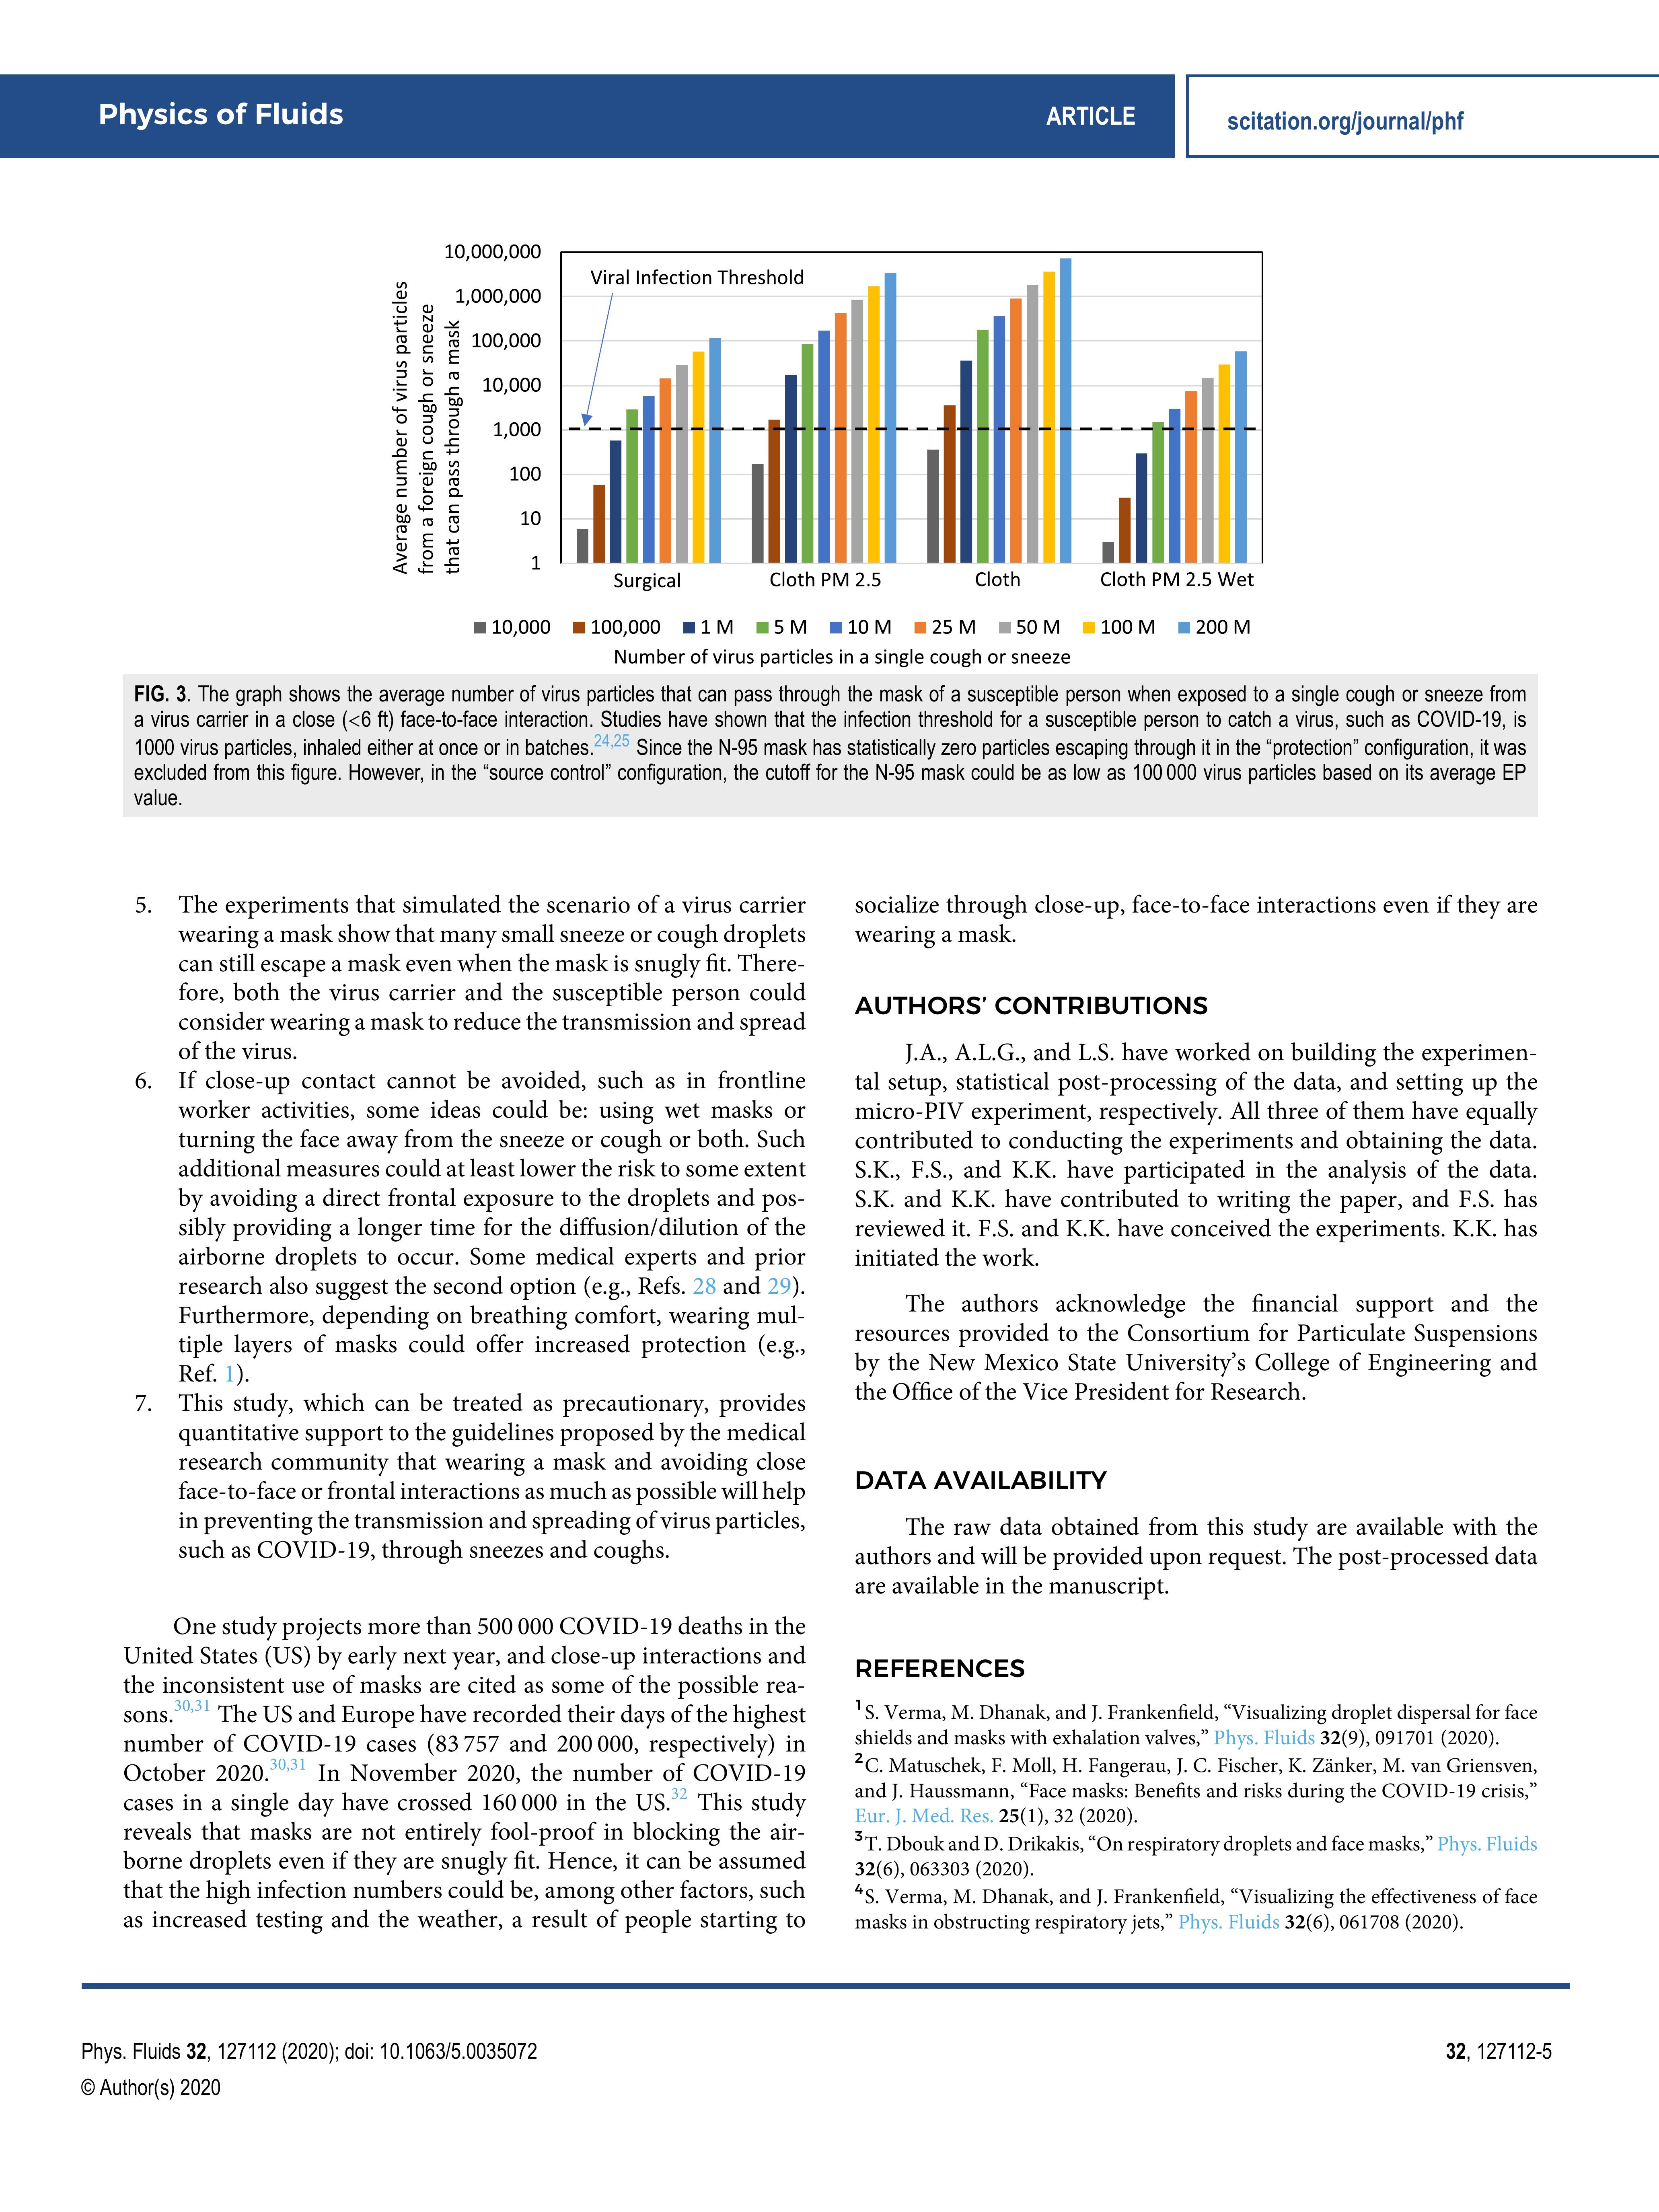 Physics of Fluids
ARTICLE
scitation.org/journal/phf
Average number of virus particles
from a foreign cough or sneeze
that can pass through a mask
10,000,000
1,000,000
100,000
10,000
1,000
100
10
1
Viral Infection Threshold
Surgical
Cloth PM 2.5
Cloth
Cloth PM 2.5 Wet
10,000 100,000 1 M 5 M 10 M 25 M 50 M 100 M 200 M
Number of virus particles in a single cough or sneeze
FIG. 3. The graph shows the average number of virus particles that can pass through the mask of a susceptible person when exposed to a single cough or sneeze from
a virus carrier in a close (<6 ft) face-to-face interaction. Studies have shown that the infection threshold for a susceptible person to catch a virus, such as COVID-19, is
1000 virus particles, inhaled either at once or in batches.24,25 Since the N-95 mask has statistically zero particles escaping through it in the “protection” configuration, it was
excluded from this figure. However, in the “source control” configuration, the cutoff for the N-95 mask could be as low as 100 000 virus particles based on its average EP
value.
5. The experiments that simulated the scenario of a virus carrier
wearing a mask show that many small sneeze or cough droplets
can still escape a mask even when the mask is snugly fit. There-
fore, both the virus carrier and the susceptible person could
consider wearing a mask to reduce the transmission and spread
of the virus.
6. If close-up contact cannot be avoided, such as in frontline
worker activities, some ideas could be: using wet masks or
turning the face away from the sneeze or cough or both. Such
additional measures could at least lower the risk to some extent
by avoiding a direct frontal exposure to the droplets and pos-
sibly providing a longer time for the diffusion/dilution of the
airborne droplets to occur. Some medical experts and prior
research also suggest the second option (e.g., Refs. 28 and 29).
Furthermore, depending on breathing comfort, wearing mul-
tiple layers of masks could offer increased protection (e.g.,
Ref. 1).
7. This study, which can be treated as precautionary, provides
quantitative support to the guidelines proposed by the medical
research community that wearing a mask and avoiding close
face-to-face or frontal interactions as much as possible will help
in preventing the transmission and spreading of virus particles,
such as COVID-19, through sneezes and coughs.
One study projects more than 500 000 COVID-19 deaths in the
United States (US) by early next year, and close-up interactions and
the inconsistent use of masks are cited as some of the possible rea-
sons.30,31 The US and Europe have recorded their days of the highest
number of COVID-19 cases (83 757 and 200 000, respectively) in
October 2020.30,31 In November 2020, the number of COVID-19
cases in a single day have crossed 160 000 in the US.32 This study
reveals that masks are not entirely fool-proof in blocking the air-
borne droplets even if they are snugly fit. Hence, it can be assumed
that the high infection numbers could be, among other factors, such
as increased testing and the weather, a result of people starting to
socialize through close-up, face-to-face interactions even if they are
wearing a mask.
AUTHORS’ CONTRIBUTIONS
J.A., A.L.G., and L.S. have worked on building the experimen-
tal setup, statistical post-processing of the data, and setting up the
micro-PIV experiment, respectively. All three of them have equally
contributed to conducting the experiments and obtaining the data.
S.K., F.S., and K.K. have participated in the analysis of the data.
S.K. and K.K. have contributed to writing the paper, and F.S. has
reviewed it. F.S. and K.K. have conceived the experiments. K.K. has
initiated the work.
The authors acknowledge the financial support and the
resources provided to the Consortium for Particulate Suspensions
by the New Mexico State University’s College of Engineering and
the Office of the Vice President for Research.
DATA AVAILABILITY
The raw data obtained from this study are available with the
authors and will be provided upon request. The post-processed data
are available in the manuscript.
REFERENCES
1S. Verma, M. Dhanak, and J. Frankenfield, “Visualizing droplet dispersal for face
shields and masks with exhalation valves,” Phys. Fluids 32(9), 091701 (2020).
2C. Matuschek, F. Moll, H. Fangerau, J. C. Fischer, K. Zänker, M. van Griensven,
and J. Haussmann, “Face masks: Benefits and risks during the COVID-19 crisis,”
Eur. J. Med. Res. 25(1), 32 (2020).
3T. Dbouk and D. Drikakis, “On respiratory droplets and face masks,” Phys. Fluids
32(6), 063303 (2020).
4S. Verma, M. Dhanak, and J. Frankenfield, “Visualizing the effectiveness of face
masks in obstructing respiratory jets,” Phys. Fluids 32(6), 061708 (2020).
Phys. Fluids 32, 127112 (2020); doi: 10.1063/5.0035072
32, 127112-5
© Author(s) 2020